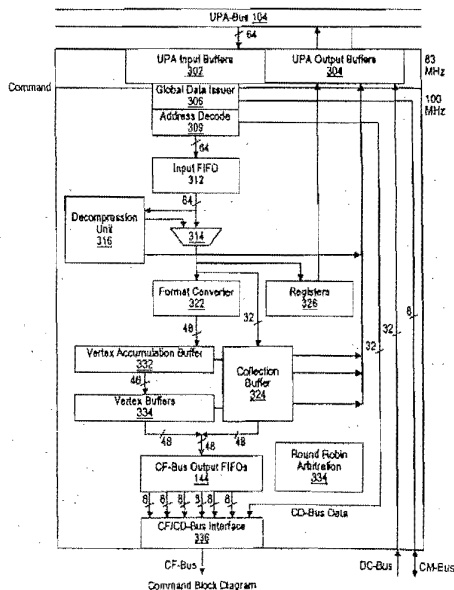 UPA-Bus 104
64
UPA Input Buffers
302
UPA Output Buffers
304
83
MHz
Command
Global Data Issuer
306
100
MHz
Address Decode
309
64
Input FIFO
312
64
Decompression
Unit
316
314
8
Format Converter
322
32
Registers
326
32
32
48
Vertex Accumulation Buffer
332
Collection
Buffer
324
48
Vertex Buffers
334
48
48
48
CF-Bus Output FIFOs
144
Round Robin
Arbitration
334
8 8 8 8 8 8
CD-Bus Data
CF/CD-Bus Interface
336
CF-Bus
DC-Bus
CM-Bus
Command Block Diagram